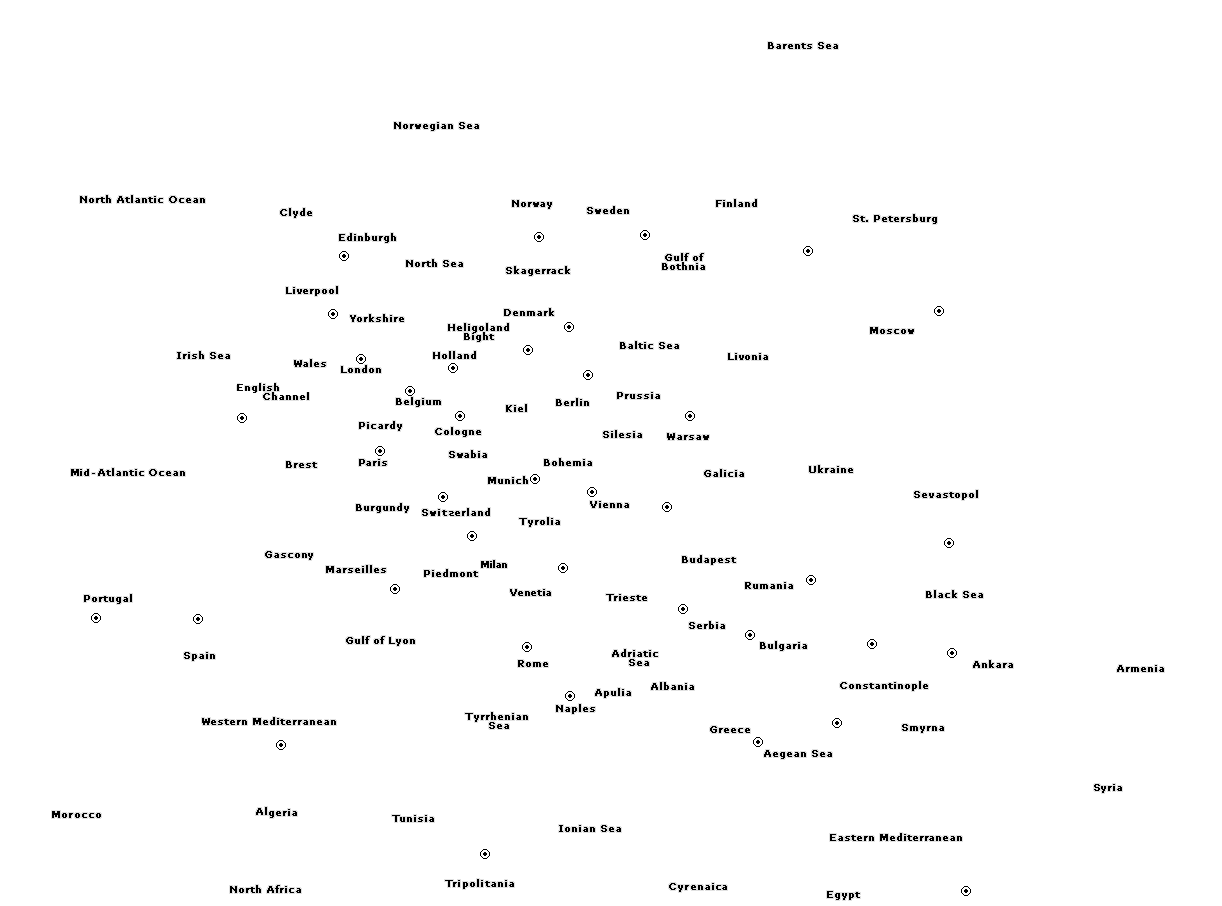 Barents Sea
Norwegian Sea
North Atlantic Ocean
Clyde
Norway
Sweden
Finland
St. Petersburg
Edinburgh
North Sea
Skagerrack
Gulf of
Bothnia
Liverpool
Yorkshire
Denmark
Heligoland
Bight
Moscow
Baltic Sea
Livonia
Irish Sea
Wales
London
Holland
English
Channel
Belgium
Kiel
Berlin
Prussia
Picardy
Cologne
Silesia
Warsaw
Brest
Paris
Swabia
Bohemia
Mid-Atlantic Ocean
Munich
Galicia
Ukraine
Sevastopol
Burgundy
Switzerland
Vienna
Tyrolia
Gascony
Marseilles
Piedmont
Milan
Budapest
Rumania
Portugal
Venetia
Trieste
Black Sea
Serbia
Gulf of Lyon
Bulgaria
Spain
Rome
Adriatic
Sea
Ankara
Armenia
Apulia
Albania
Constantinople
Naples
Western Mediterranean
Tyrrhenian
Sea
Greece
Smyrna
Aegean Sea
Syria
Morocco
Algeria
Tunisia
Ionian Sea
Eastern Mediterranean
North Africa
Tripolitania
Cyrenaica
Egypt